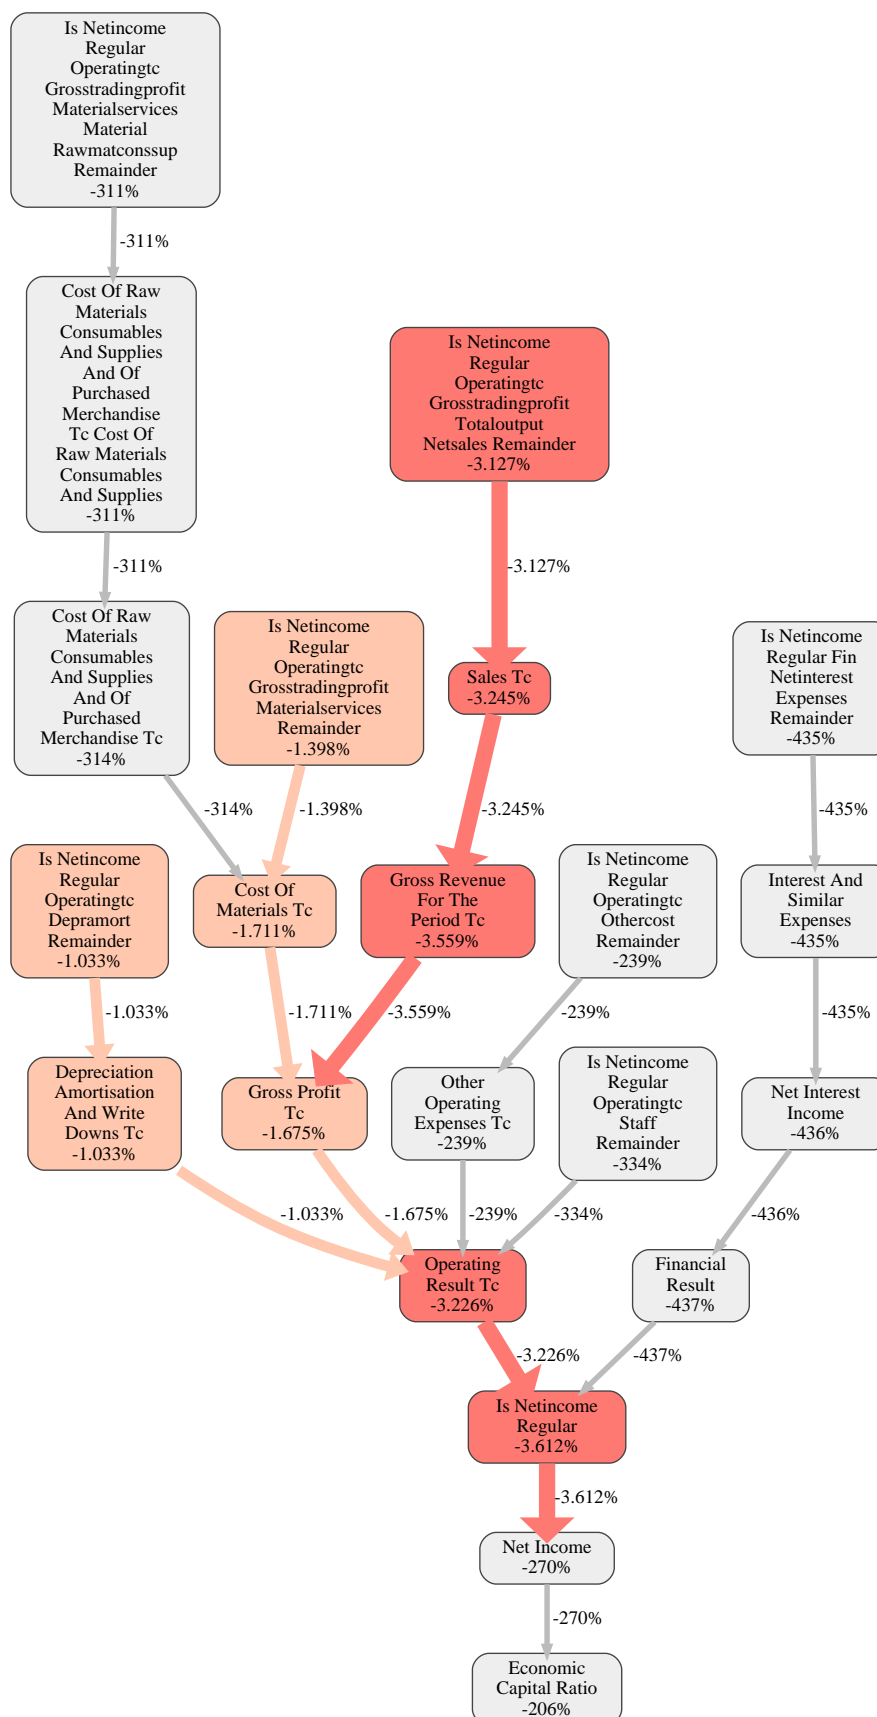 Is Netincome
Regular
Operatingtc
Grosstradingprofit
Materialservices
Material
Rawmatconssup
Remainder
-311%
-311%
Cost Of Raw
Materials
Consumables
And Supplies
And Of
Purchased
Merchandise
Tc Cost Of
Raw Materials
Consumables
And Supplies
-311%
Is Netincome
Regular
Operatingtc
Grosstradingprofit
Totaloutput
Netsales Remainder
-3.127%
-311%
-3.127%
Cost Of Raw
Materials
Consumables
And Supplies
And Of
Purchased
Merchandise Tc
-314%
Is Netincome
Regular
Operatingtc
Grosstradingprofit
Materialservices
Remainder
-1.398%
Sales Tc
-3.245%
Is Netincome
Regular Fin
Netinterest
Expenses
Remainder
-435%
-314%
-1.398%
-3.245%
-435%
Is Netincome
Regular
Operatingtc
Depramort
Remainder
-1.033%
Cost Of
Materials Tc
-1.711%
Gross Revenue
For The
Period Tc
-3.559%
Is Netincome
Regular
Operatingtc
Othercost
Remainder
-239%
Interest And
Similar
Expenses
-435%
-1.033%
-1.711%
-3.559%
-239%
-435%
Depreciation
Amortisation
And Write
Downs Tc
-1.033%
Gross Profit
Tc
-1.675%
Other
Operating
Expenses Tc
-239%
Is Netincome
Regular
Operatingtc
Staff
Remainder
-334%
Net Interest
Income
-436%
-1.033%
-1.675%
-239%
-334%
-436%
Operating
Result Tc
-3.226%
Financial
Result
-437%
-3.226%
-437%
Is Netincome
Regular
-3.612%
-3.612%
Net Income
-270%
-270%
Economic
Capital Ratio
-206%